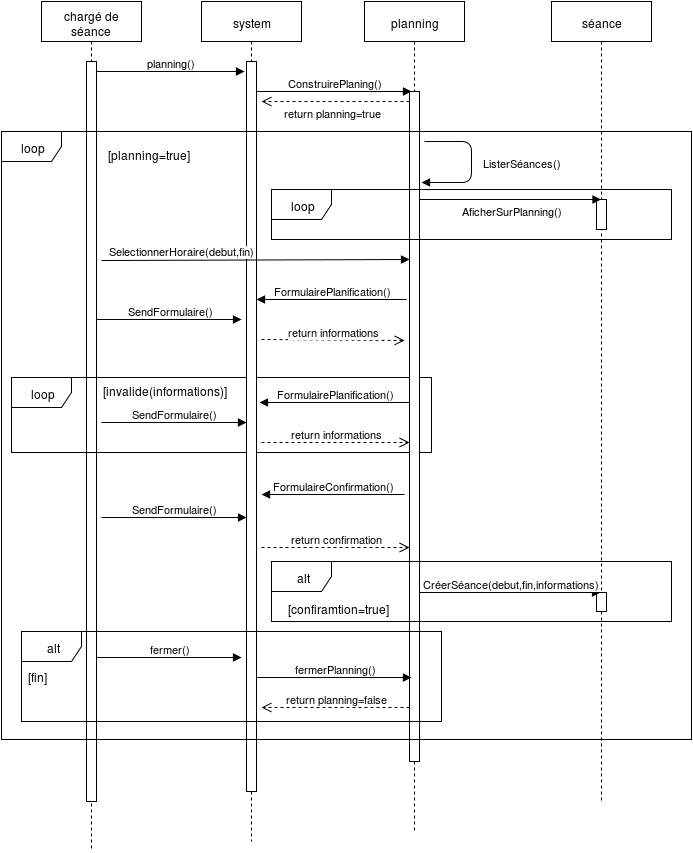 chargé de
séance
system
planning
séance
planning()
ConstruirePlaning()
return planning=true
loop
[planning=true]
ListerSéances()
loop
AficherSurPlanning()
SelectionnerHoraire(debut,fin)
FormulairePlanification()
SendFormulaire()
return informations
loop
[invalide(informations)]
FormulairePlanification()
SendFormulaire()
return informations
FormulaireConfirmation()
SendFormulaire()
return confirmation
alt
CréerSéance(debut,fin,informations)
[confiramtion=true]
alt
fermer()
[fin]
fermerPlanning()
return planning=false